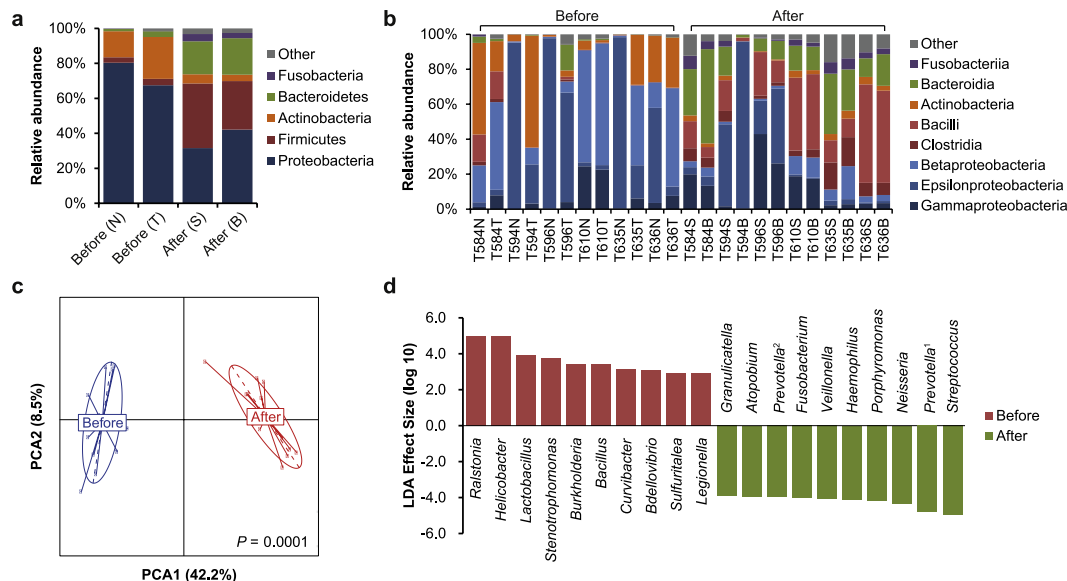 a
100%
80%
60%
40%
20%
0%
Relative abundance
Before (N)
Before (T)
After (S)
After (B)
Other
Fusobacteria
Bacteroidetes
Actinobacteria
Firmicutes
Proteobacteria
b
Before
After
100%
80%
60%
40%
20%
0%
Relative abundance
T584N
T584T
T594N
T594T
T596N
T596T
T610N
T610T
T635N
T635T
T636N
T636T
T584S
T584B
T594S
T594B
T596S
T596B
T610S
T610B
T635S
T635B
T636S
T636B
Other
Fusobacteriia
Bacteroidia
Actinobacteria
Bacilli
Clostridia
Betaproteobacteria
Epsilonproteobacteria
Gammaproteobacteria
c
PCA2 (8.5%)
Before
After
P = 0.0001
PCA1 (42.2%)
d
6.0
4.0
2.0
0.0
-2.0
-4.0
-6.0
LDA Effect Size (log 10)
Ralstonia
Helicobacter
Lactobacillus
Stenotrophomonas
Burkholderia
Bacillus
Curvibacter
Bdellovibrio
Sulfuritalea
Legionella
Granulicatella
Atopobium
Prevotella²
Fusobacterium
Veillonella
Haemophilus
Porphyromonas
Neisseria
Prevotella¹
Streptococcus
Before
After